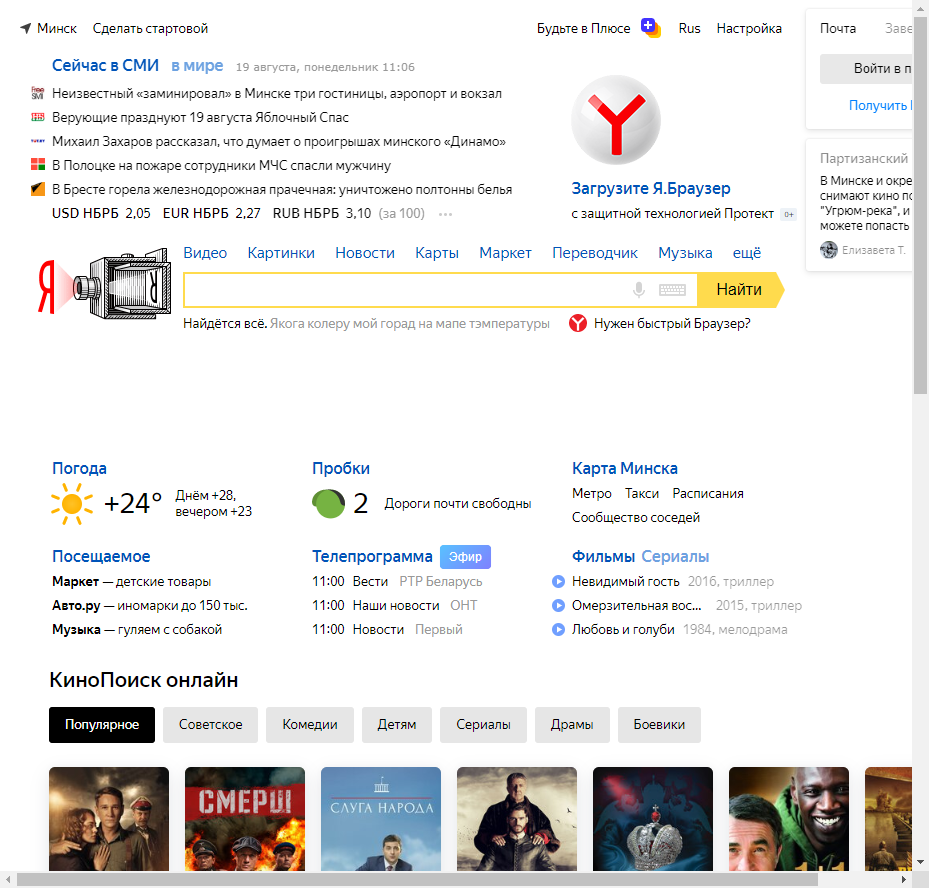 Минск Сделать стартовой Будьте в Плюсе Rus Настройка
Почта Заве
Войти в п
Получить
Сейчас в СМИ в мире 19 августа, понедельник 11:06
Неизвестный «заминировал» в Минске три гостиницы, аэропорт и вокзал
Верующие празднуют 19 августа Яблочный Спас
Михаил Захаров рассказал, что думает о проигрышах минского «Динамо»
В Полоцке на пожаре сотрудники МЧС спасли мужчину
В Бресте горела железнодорожная прачечная: уничтожено полтонны белья
USD НБРБ 2,05 EUR НБРБ 2,27 RUB НБРБ 3,10 (за 100) ...
Загрузите Я.Браузер
с защитной технологией Протект 0+
Партизанский
В Минске и окре
снимают кино по
"Угрюм-река", и
можете попасть
Елизавета Т.
Видео Картинки Новости Карты Маркет Переводчик Музыка ещё
Я
Найти
Найдётся всё. Якога колеру мой горад на мапе тэмпературы Нужен быстрый Браузер?
Погода
+24° Днём +28,
вечером +23
Пробки
2 Дороги почти свободны
Карта Минска
Метро Такси Расписания
Сообщество соседей
Посещаемое
Маркет — детские товары
Авто.ру — иномарки до 150 тыс.
Музыка — гуляем с собакой
Телепрограмма Эфир
11:00 Вести РТР Беларусь
11:00 Наши новости ОНТ
11:00 Новости Первый
Фильмы Сериалы
Невидимый гость 2016, триллер
Омерзительная вос... 2015, триллер
Любовь и голуби 1984, мелодрама
КиноПоиск онлайн
Популярное Советское Комедии Детям Сериалы Драмы Боевики
СМЕРШ
СЛУГА НАРОДА
1+1